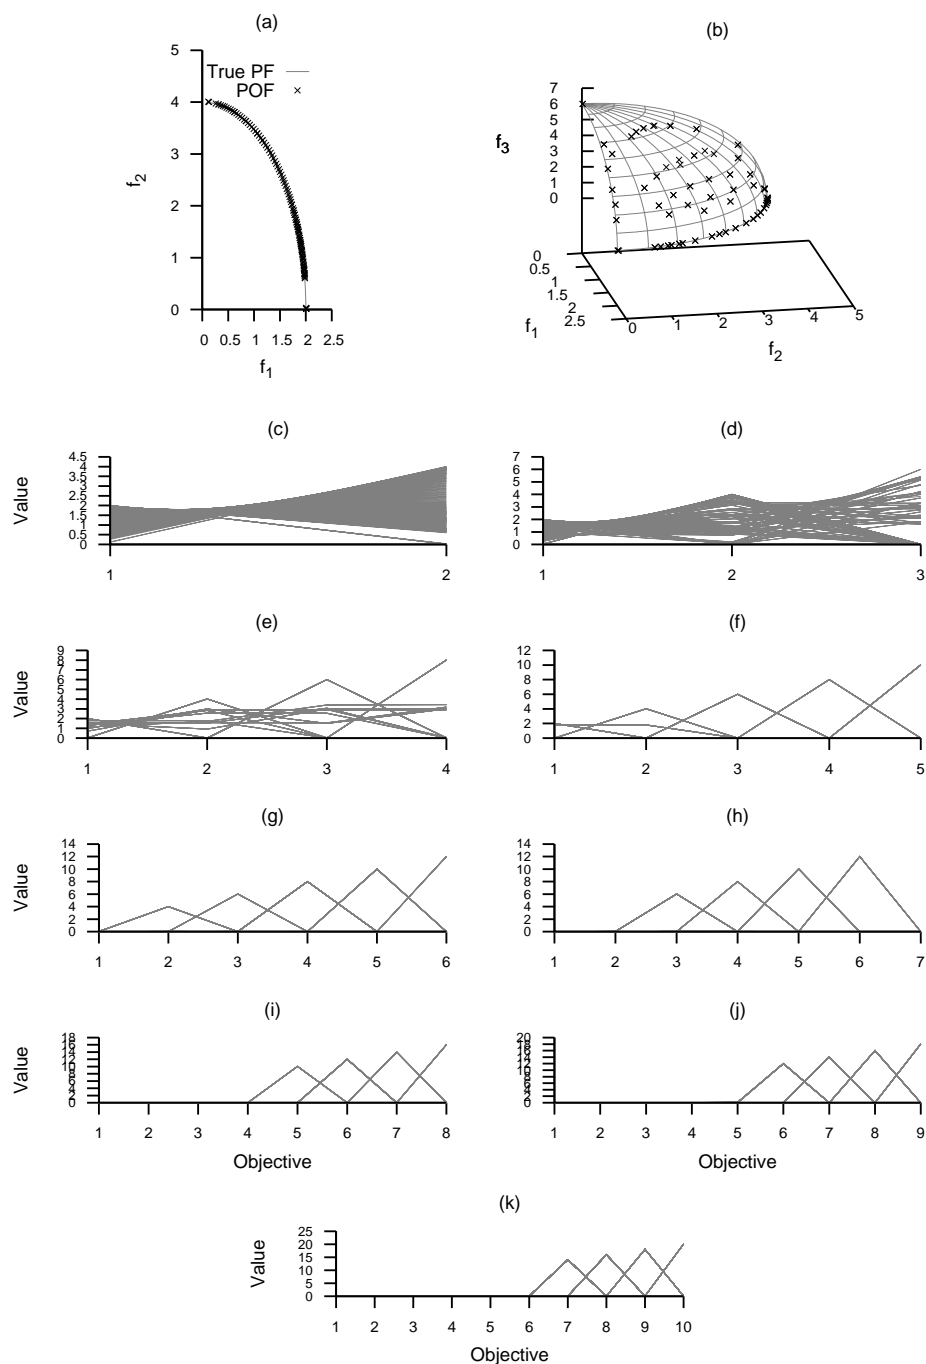 (a)
5
4
3
2
1
0
True PF
POF
f2
0 0.5 1 1.5 2 2.5
f1
(b)
7
6
5
4
3
2
1
0
f3
0
0.5
1
1.5
2
2.5
f1
0 1 2 3 4 5
f2
(c)
Value
4.5
4
3.5
3
2.5
2
1.5
1
0.5
0
1 2
(d)
7
6
5
4
3
2
1
0
1 2 3
(e)
Value
9
8
7
6
5
4
3
2
1
0
1 2 3 4
(f)
12
10
8
6
4
2
0
1 2 3 4 5
(g)
Value
14
12
10
8
6
4
2
0
1 2 3 4 5 6
(h)
14
12
10
8
6
4
2
0
1 2 3 4 5 6 7
(i)
Value
18
16
14
12
10
8
6
4
2
0
1 2 3 4 5 6 7 8
Objective
(j)
20
18
16
14
12
10
8
6
4
2
0
1 2 3 4 5 6 7 8 9
Objective
(k)
Value
25
20
15
10
5
0
1 2 3 4 5 6 7 8 9 10
Objective